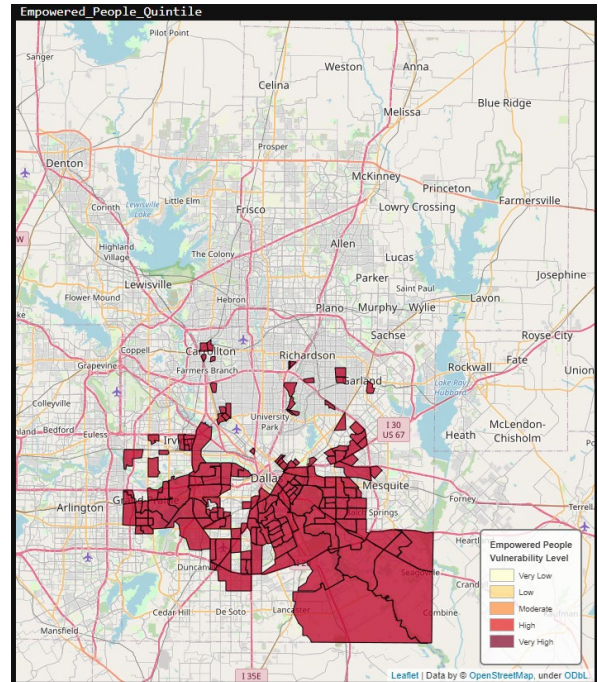 Empowered_People_Quintile
Pilot Point
Sanger
Weston
Anna
Celina
Blue Ridge
Melissa
Prosper
Denton
McKinney
Princeton
Farmersville
Corinth
Lewisville
Lake
Little Elm
Frisco
Lowry Crossing
Highland
Village
The Colony
Allen
Lucas
Josephine
Lewisville
Parker
Saint Paul
Flower Mound
Hebron
Plano
Murphy
Wylie
Lavon
Sachse
Royse City
Coppell
Carrollton
Richardson
Fate
Grapevine
Farmers Branch
Garland
Rockwall
Union
Lake Ray
Hubbard
Colleyville
University
Park
I 30
US 67
McLendon-
Chisholm
Heath
Bedford
Euless
Mesquite
Forney
Terrel
Arlington
Springs
Heartl
Seagoville
Crand
Duncan
Combine
Cedar Hill
De Soto
Lancaster
Mansfield
I 35E
Empowered People
Vulnerability Level
Very Low
Low
Moderate
High
Very High
Leaflet | Data by © OpenStreetMap, under ODbL.